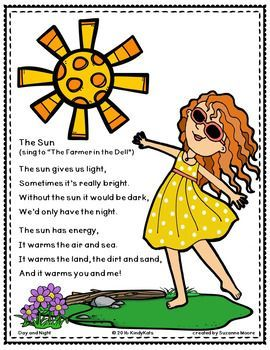 The Sun
(sing to "The Farmer in the Dell")
The sun gives us light,
Sometimes it's really bright.
Without the sun it would be dark,
We'd only have the night.
The sun has energy,
It warms the air and sea.
It warms the land, the dirt and sand,
And it warms you and me!
Day and Night
© 2016 KindyKats
created by Suzanne Moore